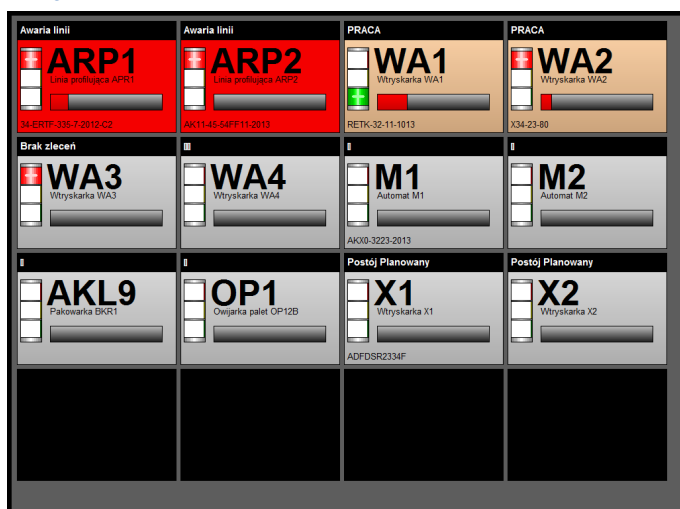 Awaria linii
ARP1
Linia profilująca APR1
34-ERTF-335-7-2012-C2
Awaria linii
ARP2
Linia profilująca ARP2
AK11-45-54FF11-2013
PRACA
WA1
Wtryskarka WA1
RETK-32-11-1013
PRACA
WA2
Wtryskarka WA2
X34-23-80
Brak zleceń
WA3
Wtryskarka WA3
WA4
Wtryskarka WA4
M1
Automat M1
AKX0-3223-2013
M2
Automat M2
AKL9
Pakowarka BKR1
OP1
Owijarka palet OP12B
Postój Planowany
X1
Wtryskarka X1
ADFDSR2334F
Postój Planowany
X2
Wtryskarka X2